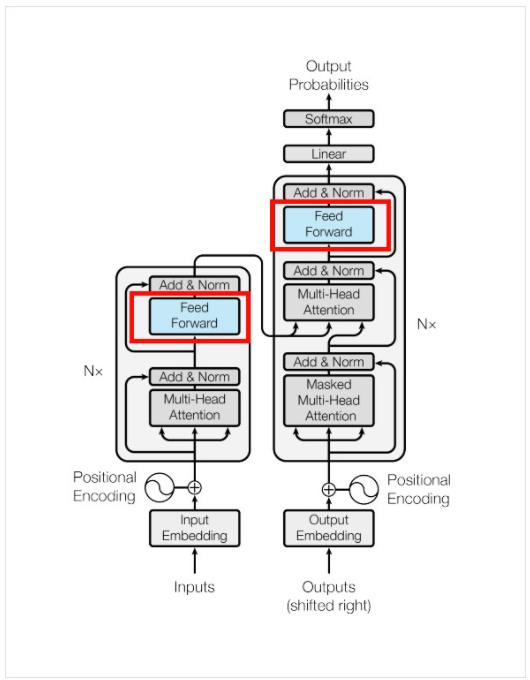 Output
Probabilities
Softmax
Linear
Add & Norm
Feed
Forward
Add & Norm
Multi-Head
Attention
Nx
Add & Norm
Masked
Multi-Head
Attention
Add & Norm
Feed
Forward
Nx
Add & Norm
Multi-Head
Attention
Positional
Encoding
Positional
Encoding
Input
Embedding
Output
Embedding
Inputs
Outputs
(shifted right)